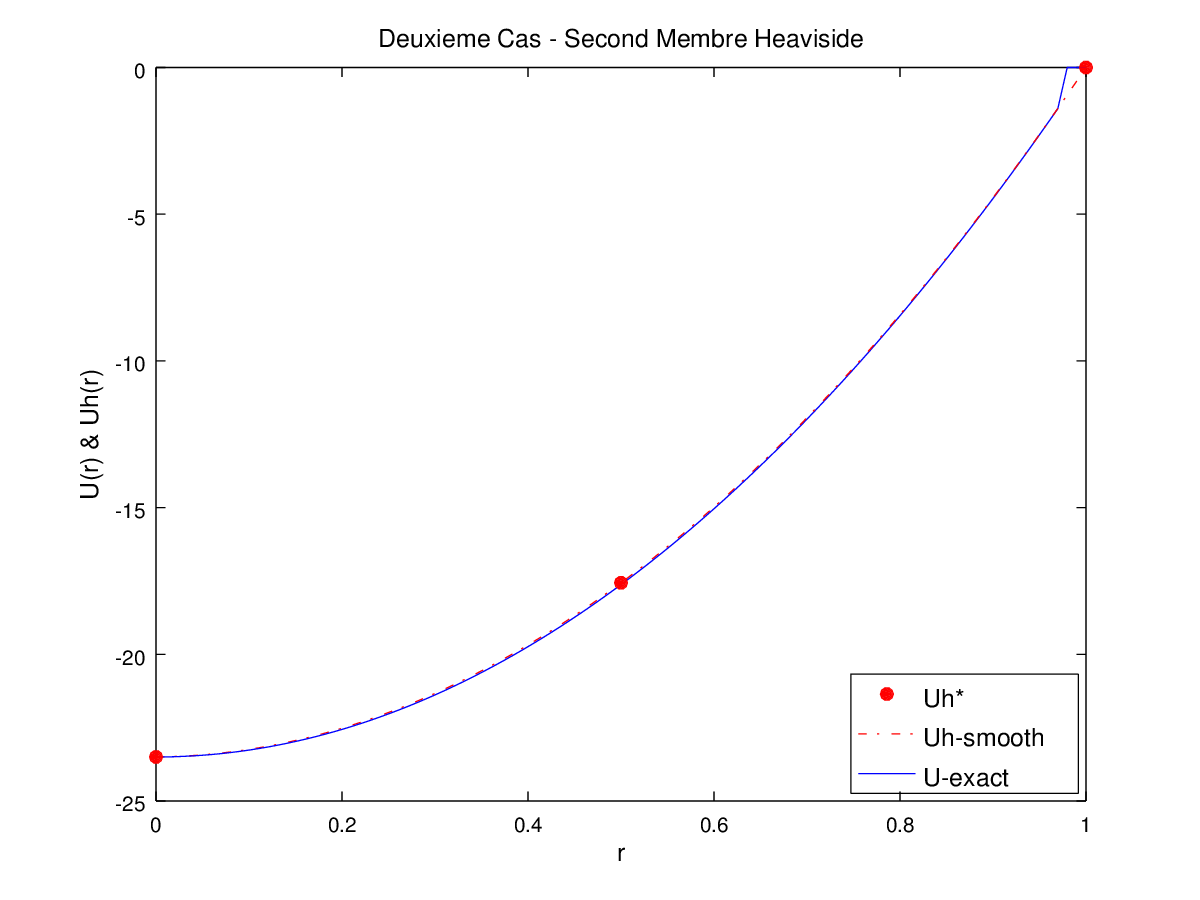 Deuxieme Cas - Second Membre Heaviside
0
-5
-10
-15
-20
-25
U(r) & Uh(r)
0
0.2
0.4
0.6
0.8
1
r
Uh*
Uh-smooth
U-exact